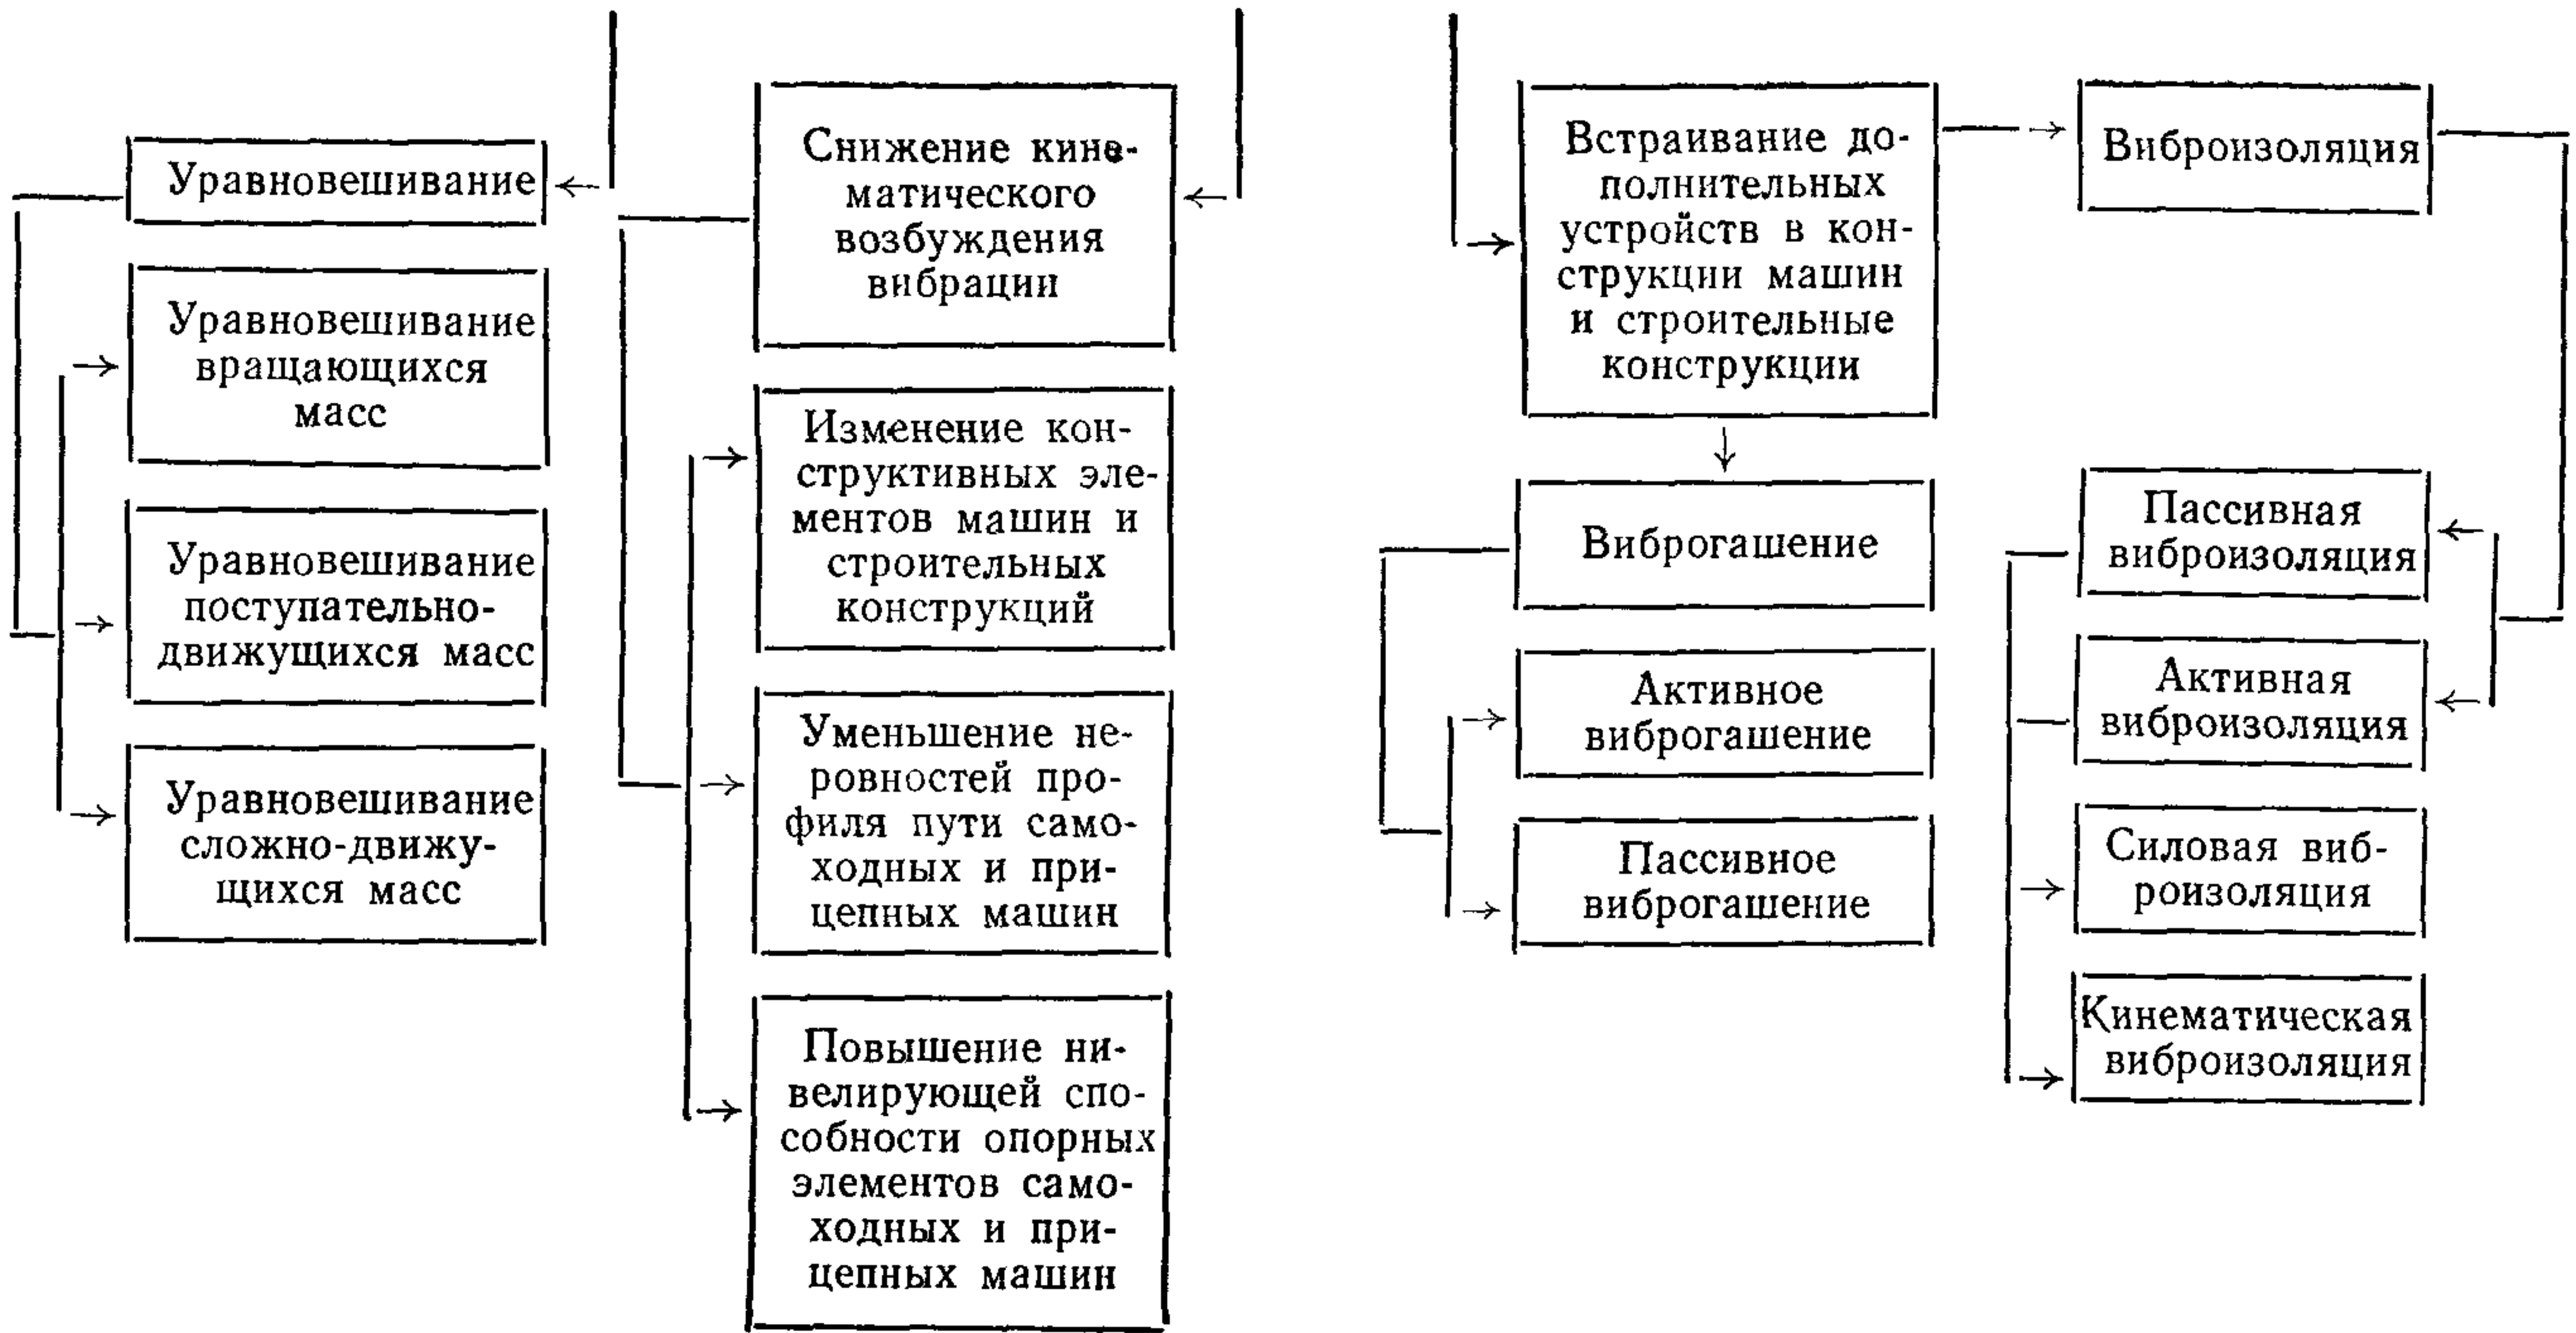 Уравновешивание
Уравновешивание
вращающихся
масс
Уравновешивание
поступательно-
движущихся масс
Уравновешивание
сложно-движу-
щихся масс
Снижение кине-
матического
возбуждения
вибрации
Изменение кон-
структивных эле-
ментов машин и
строительных
конструкций
Уменьшение не-
ровностей про-
филя пути само-
ходных и при-
цепных машин
Повышение ни-
велирующей спо-
собности опорных
элементов само-
ходных и при-
цепных машин
Встраивание до-
полнительных
устройств в кон-
струкции машин
и строительные
конструкции
Виброгашение
Активное
виброгашение
Пассивное
виброгашение
Виброизоляция
Пассивная
виброизоляция
Активная
виброизоляция
Силовая виб-
роизоляция
Кинематическая
виброизоляция